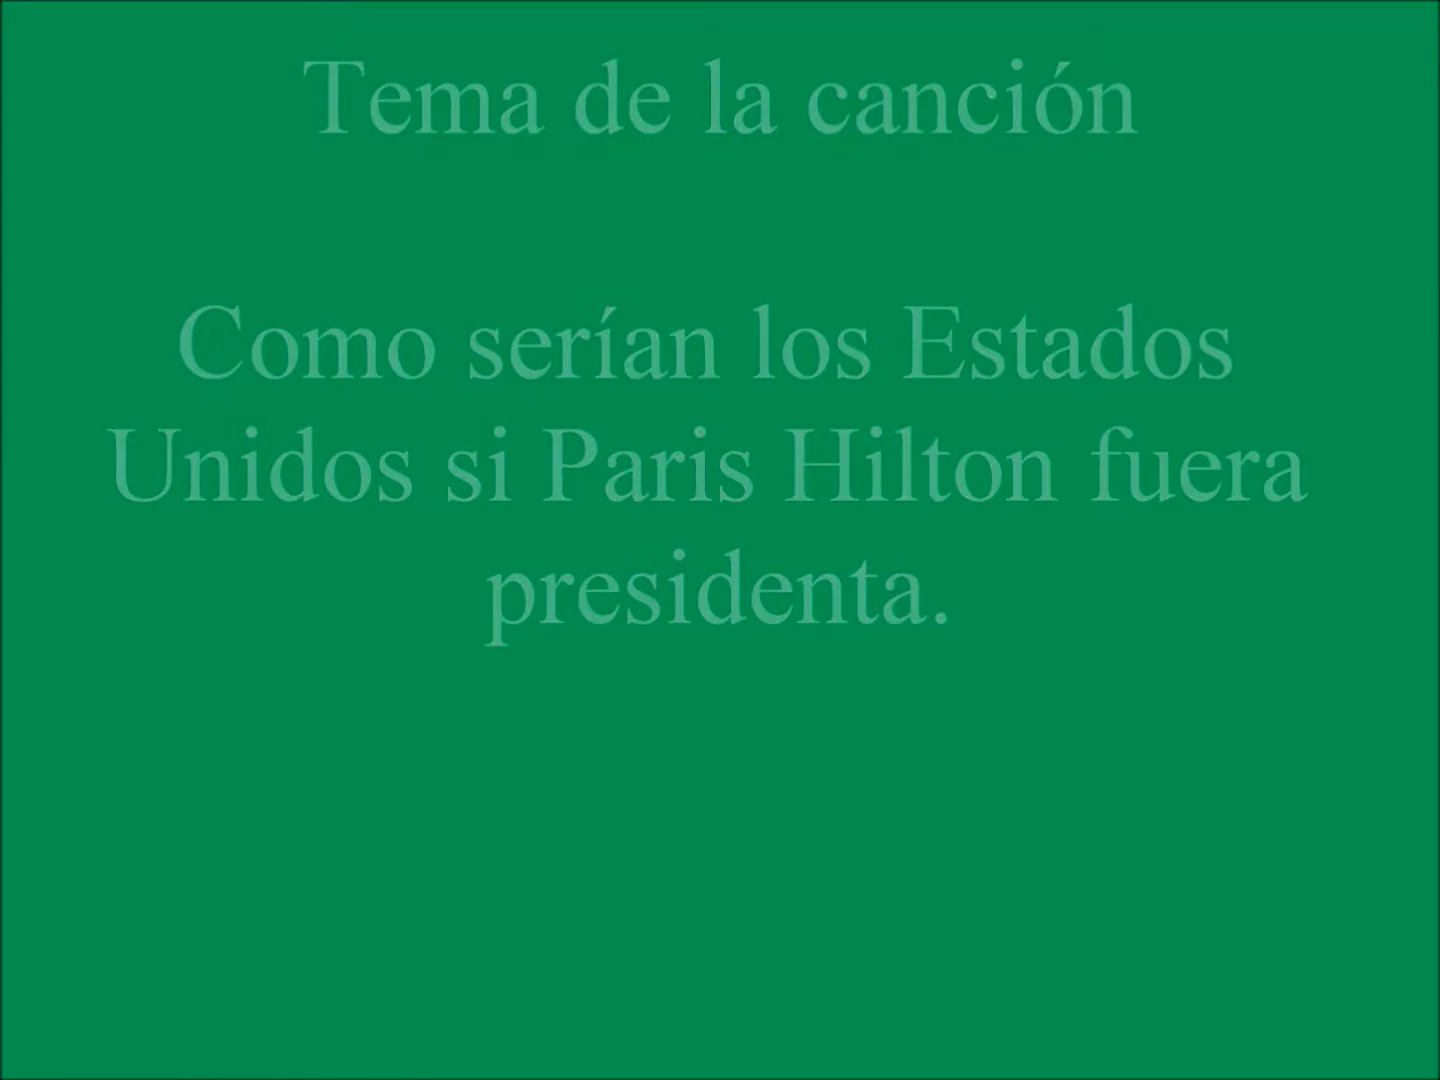 Tema de la canción
Como serían los Estados
Unidos si Paris Hilton fuera
presidenta.